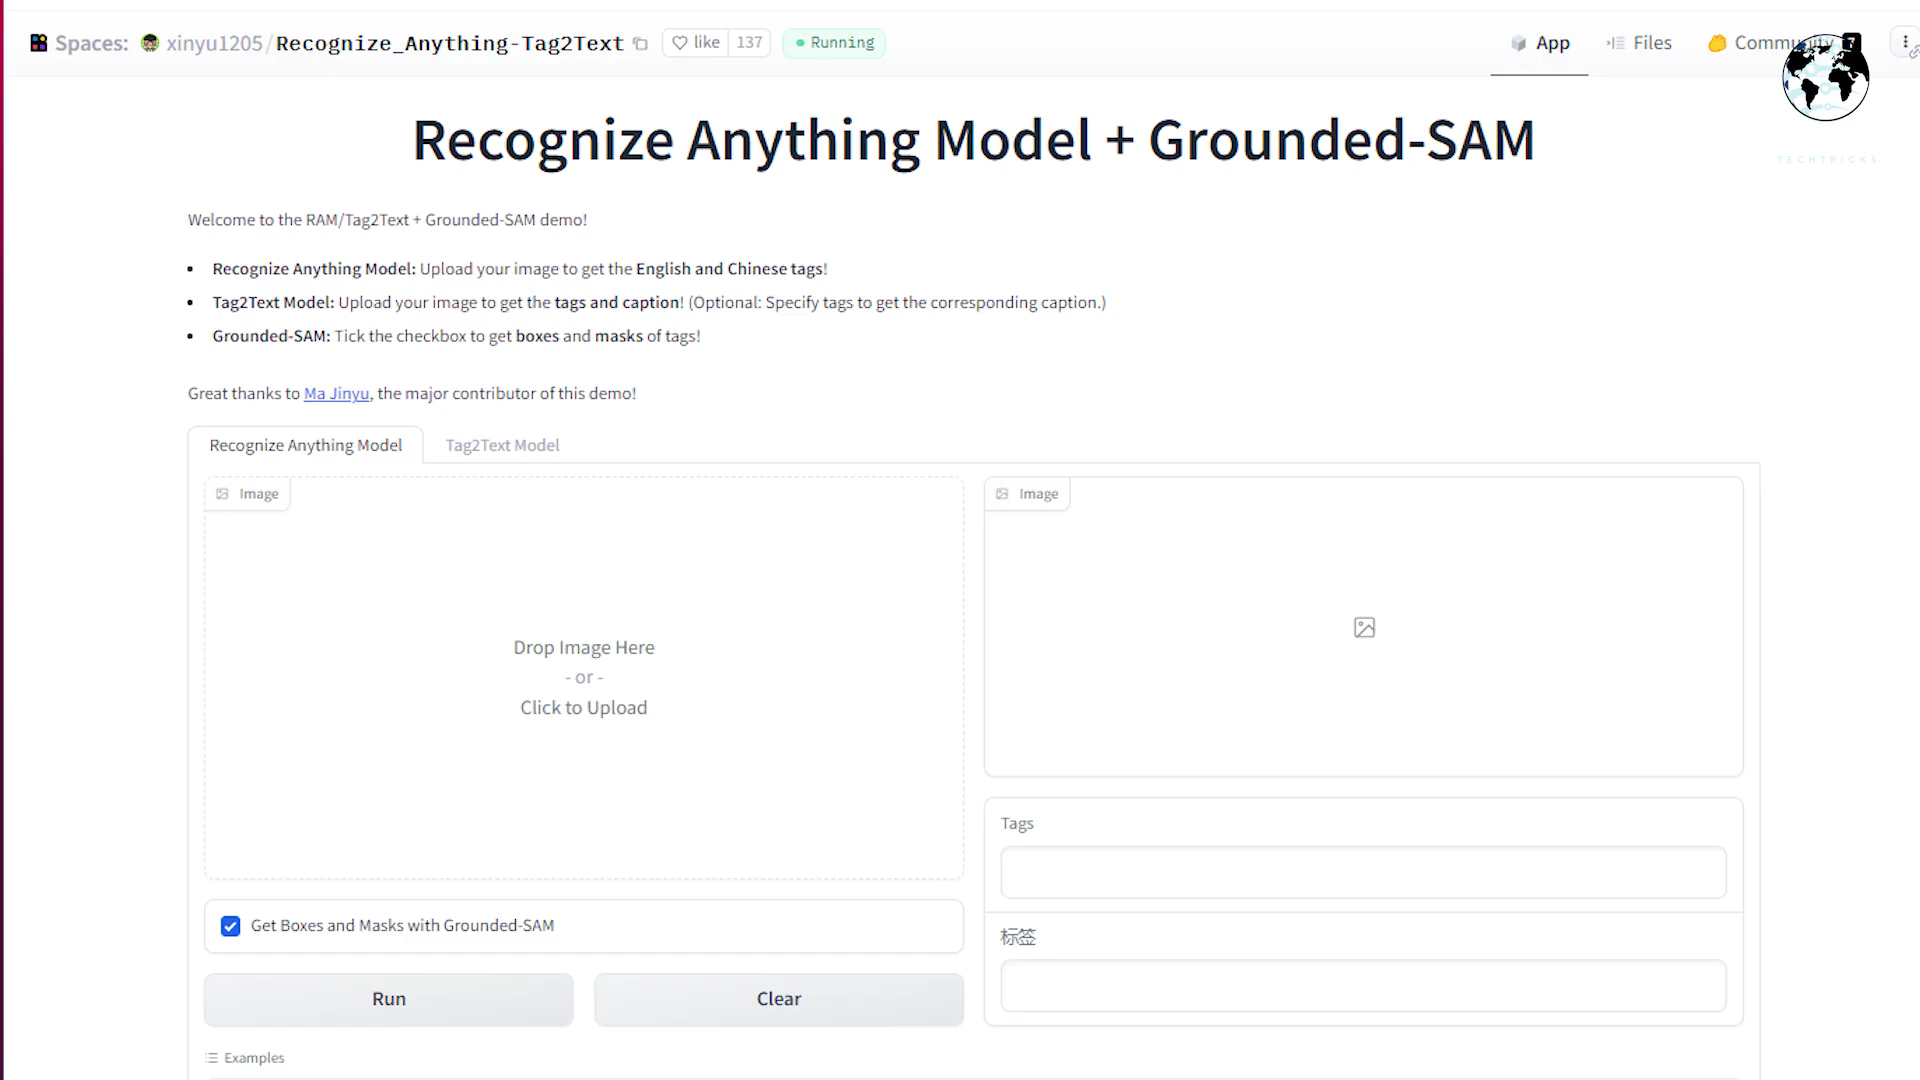 Spaces: xinyu1205/Recognize_Anything-Tag2Text like 137 Running App Files Community 7
TECHTRICKS
Recognize Anything Model + Grounded-SAM
Welcome to the RAM/Tag2Text + Grounded-SAM demo!
Recognize Anything Model: Upload your image to get the English and Chinese tags!
Tag2Text Model: Upload your image to get the tags and caption! (Optional: Specify tags to get the corresponding caption.)
Grounded-SAM: Tick the checkbox to get boxes and masks of tags!
Great thanks to Ma Jinyu, the major contributor of this demo!
Recognize Anything Model Tag2Text Model
Image
Drop Image Here
- or -
Click to Upload
Get Boxes and Masks with Grounded-SAM
Run Clear
Image
Tags
标签
Examples